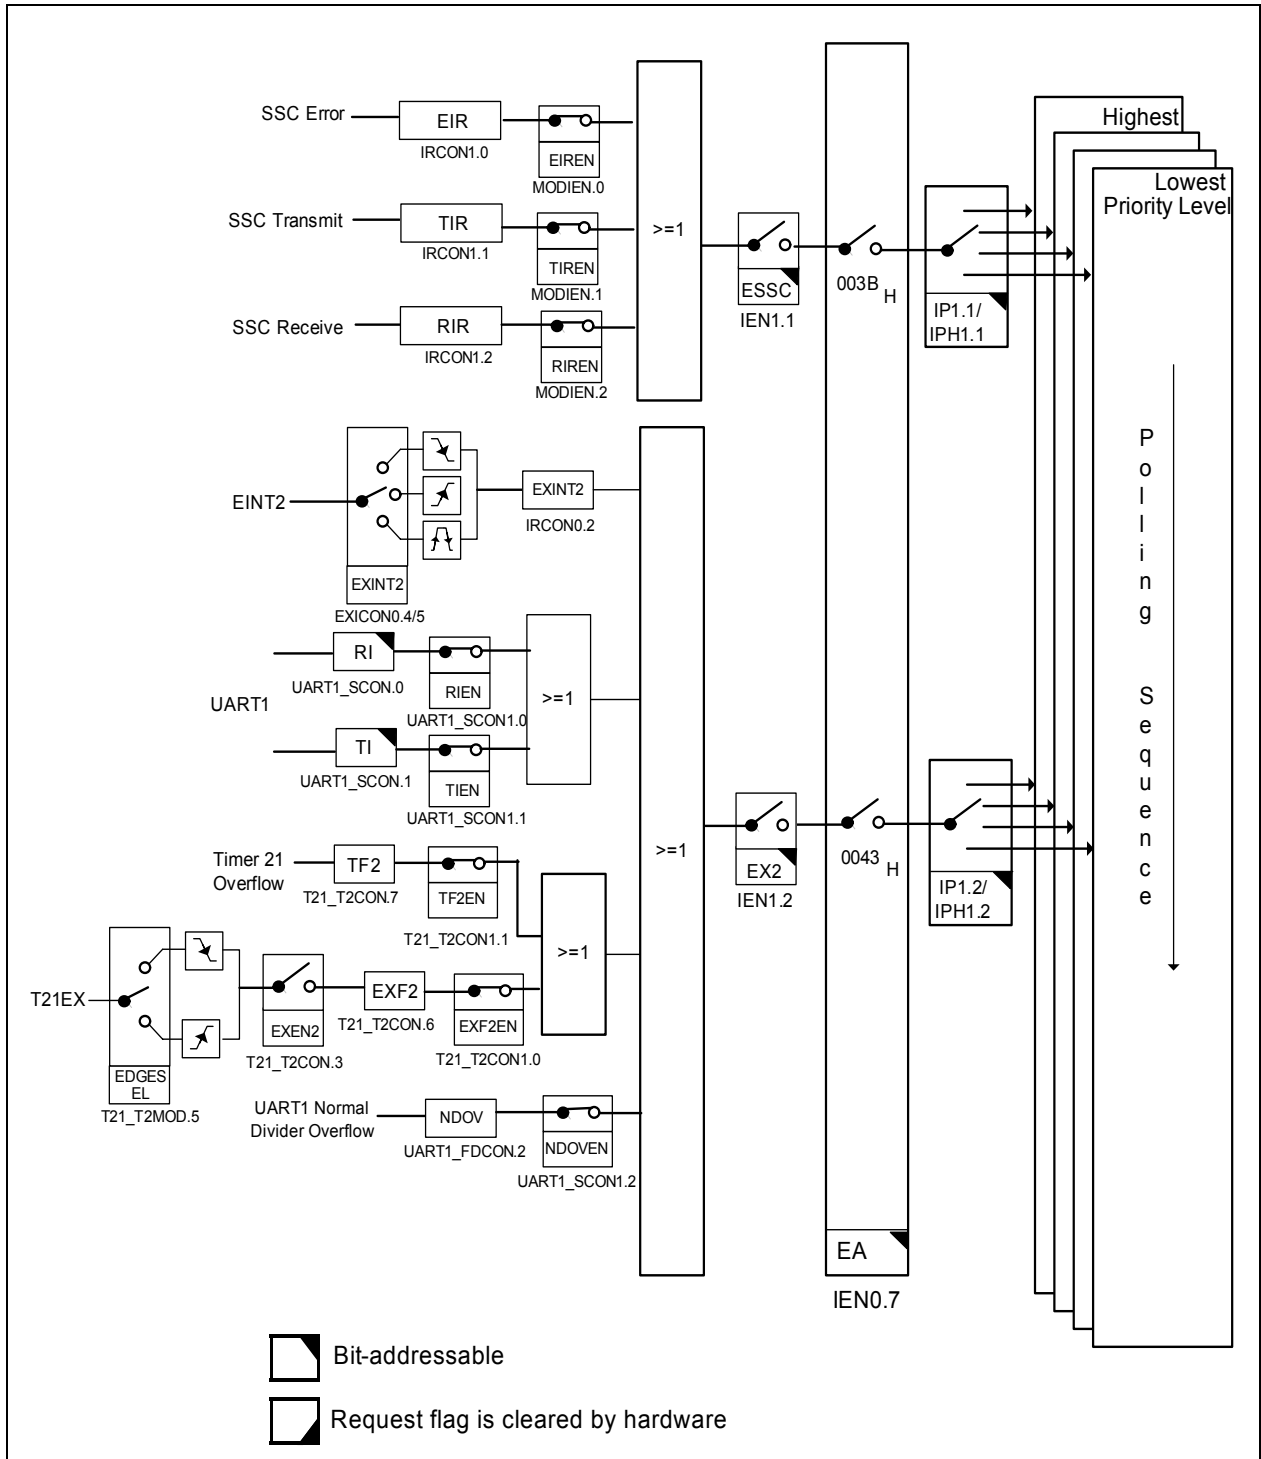 Highest
Lowest
Priority Level
SSC Error
EIR
IRCON1.0
EIREN
MODIEN.0
SSC Transmit
TIR
IRCON1.1
TIREN
MODIEN.1
SSC Receive
RIR
IRCON1.2
RIREN
MODIEN.2
>=1
ESSC
IEN1.1
003B H
IP1.1/
IPH1.1
EINT2
EXINT2
EXICON0.4/5
EXINT2
IRCON0.2
UART1
RI
UART1_SCON.0
RIEN
UART1_SCON1.0
TI
UART1_SCON.1
TIEN
UART1_SCON1.1
>=1
Timer 21
Overflow
TF2
T21_T2CON.7
TF2EN
T21_T2CON1.1
T21EX
EDGES
EL
T21_T2MOD.5
EXEN2
T21_T2CON.3
EXF2
T21_T2CON.6
EXF2EN
T21_T2CON1.0
>=1
UART1 Normal
Divider Overflow
NDOV
UART1_FDCON.2
NDOVEN
UART1_SCON1.2
>=1
EX2
IEN1.2
0043 H
IP1.2/
IPH1.2
EA
IEN0.7
Polling Sequence
Bit-addressable
Request flag is cleared by hardware